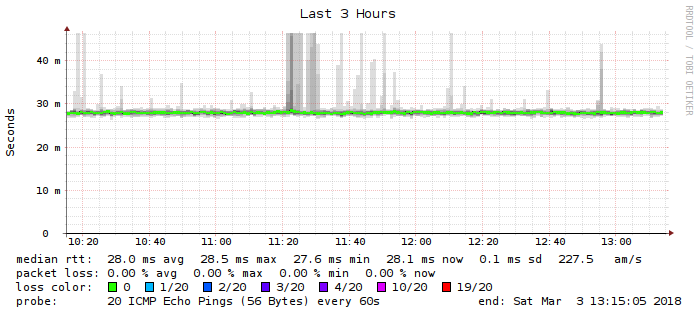 Last 3 Hours
RRDTOOL / TOBI OETIKER
Seconds
40 m
30 m
20 m
10 m
0
10:20 10:40 11:00 11:20 11:40 12:00 12:20 12:40 13:00
median rtt: 28.0 ms avg 28.5 ms max 27.6 ms min 28.1 ms now 0.1 ms sd 227.5 am/s
packet loss: 0.00 % avg 0.00 % max 0.00 % min 0.00 % now
loss color: 0 1/20 2/20 3/20 4/20 10/20 19/20
probe: 20 ICMP Echo Pings (56 Bytes) every 60s end: Sat Mar 3 13:15:05 2018